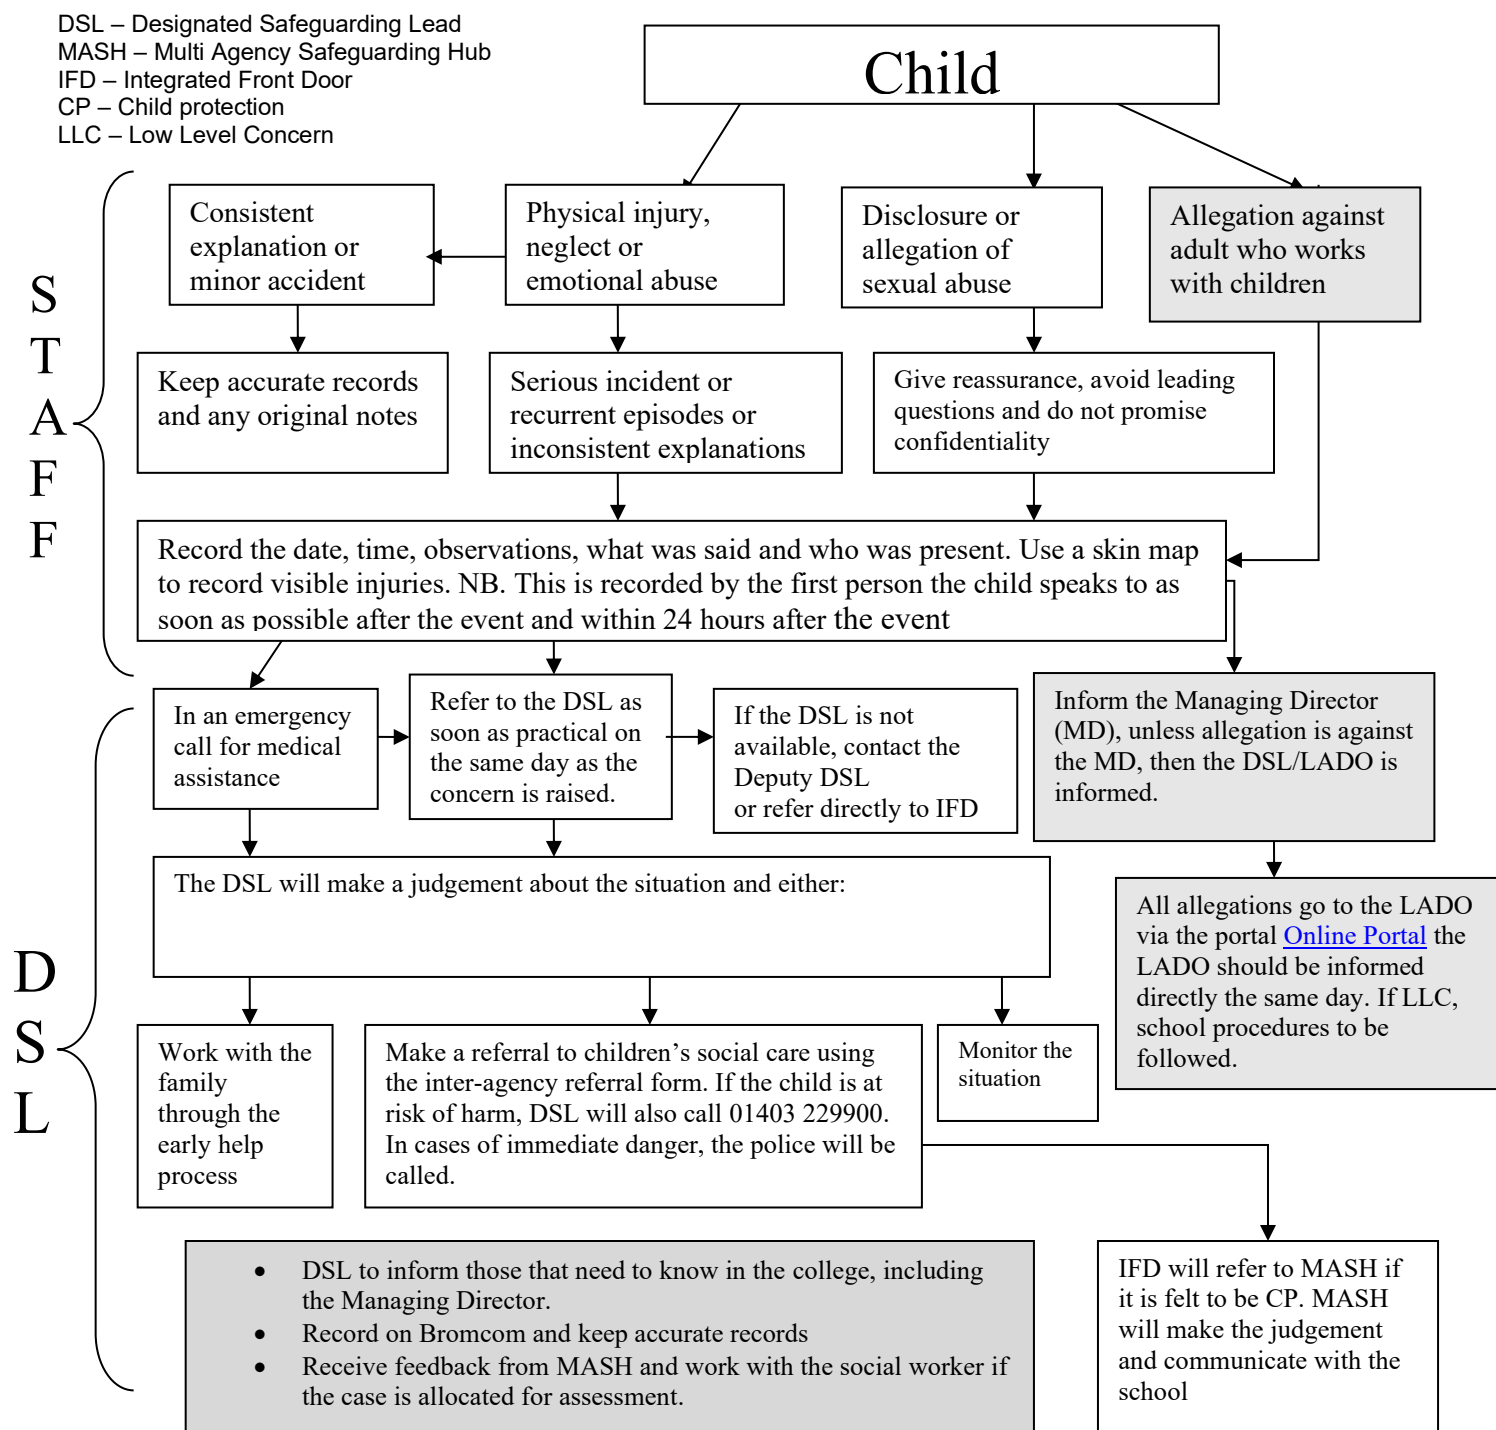 DSL – Designated Safeguarding Lead
MASH – Multi Agency Safeguarding Hub
IFD – Integrated Front Door
CP – Child protection
LLC – Low Level Concern
Child
S
T
A
F
F
Consistent
explanation or
minor accident
Physical injury,
neglect or
emotional abuse
Disclosure or
allegation of
sexual abuse
Allegation against
adult who works
with children
Keep accurate records
and any original notes
Serious incident or
recurrent episodes or
inconsistent explanations
Give reassurance, avoid leading
questions and do not promise
confidentiality
Record the date, time, observations, what was said and who was present. Use a skin map
to record visible injuries. NB. This is recorded by the first person the child speaks to as
soon as possible after the event and within 24 hours after the event
D
S
L
In an emergency
call for medical
assistance
Refer to the DSL as
soon as practical on
the same day as the
concern is raised.
If the DSL is not
available, contact the
Deputy DSL
or refer directly to IFD
Inform the Managing Director
(MD), unless allegation is against
the MD, then the DSL/LADO is
informed.
The DSL will make a judgement about the situation and either:
All allegations go to the LADO
via the portal Online Portal the
LADO should be informed
directly the same day. If LLC,
school procedures to be
followed.
Work with the
family
through the
early help
process
Make a referral to children’s social care using
the inter-agency referral form. If the child is at
risk of harm, DSL will also call 01403 229900.
In cases of immediate danger, the police will be
called.
Monitor the
situation
• DSL to inform those that need to know in the college, including
the Managing Director.
• Record on Bromcom and keep accurate records
• Receive feedback from MASH and work with the social worker if
the case is allocated for assessment.
IFD will refer to MASH if
it is felt to be CP. MASH
will make the judgement
and communicate with the
school